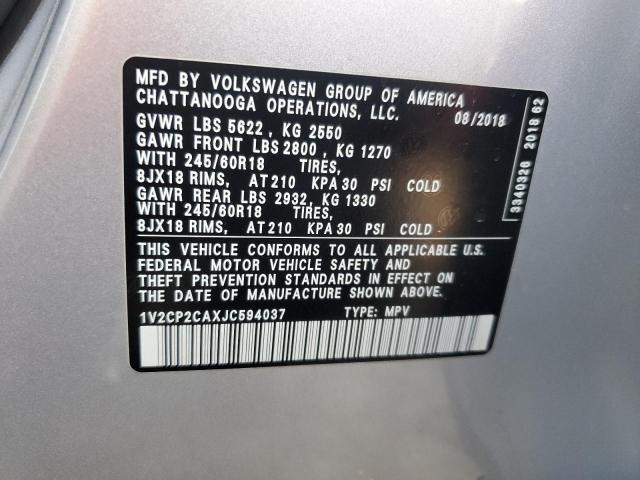 MFD BY VOLKSWAGEN GROUP OF AMERICA
CHATTANOOGA OPERATIONS, LLC.
08/2018
GVWR LBS 5622 , KG 2550
GAWR FRONT LBS 2800 , KG 1270
WITH 245/60R18 TIRES,
8JX18 RIMS, AT 210 KPA 30 PSI COLD
GAWR REAR LBS 2932, KG 1330
WITH 245/60R18 TIRES,
8JX18 RIMS, AT 210 KPA 30 PSI COLD
THIS VEHICLE CONFORMS TO ALL APPLICABLE U.S.
FEDERAL MOTOR VEHICLE SAFETY AND
THEFT PREVENTION STANDARDS IN EFFECT ON
THE DATE OF MANUFACTURE SHOWN ABOVE.
1V2CP2CAXJC594037 TYPE: MPV
3340326 2018 62